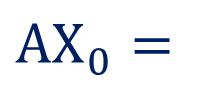 AX₀ =